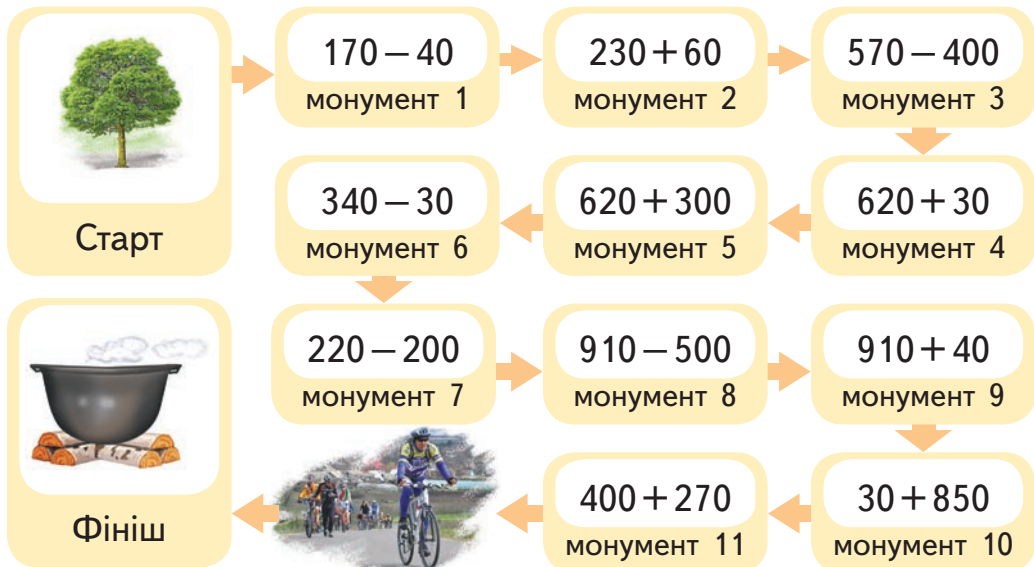 Старт
170 − 40
монумент 1
230 + 60
монумент 2
570 − 400
монумент 3
620 + 30
монумент 4
620 + 300
монумент 5
340 − 30
монумент 6
220 − 200
монумент 7
910 − 500
монумент 8
910 + 40
монумент 9
30 + 850
монумент 10
400 + 270
монумент 11
Фініш